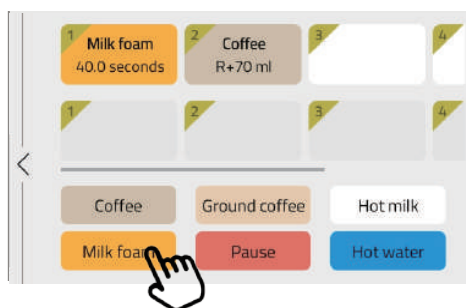 1 2 3 4
Milk foam Coffee
40.0 seconds R+70 ml
1 2 3 4
Coffee Ground coffee Hot milk
Milk foam Pause Hot water